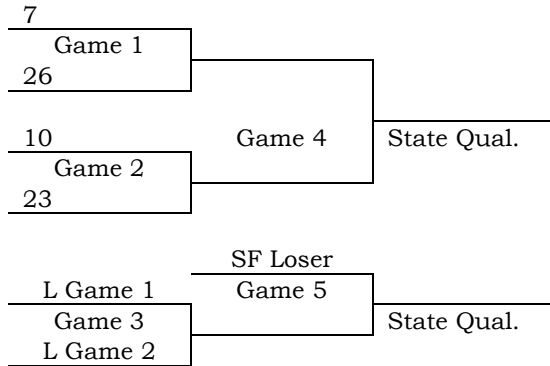 7
Game 1
26
10
Game 4
State Qual.
Game 2
23
SF Loser
L Game 1
Game 5
Game 3
State Qual.
L Game 2